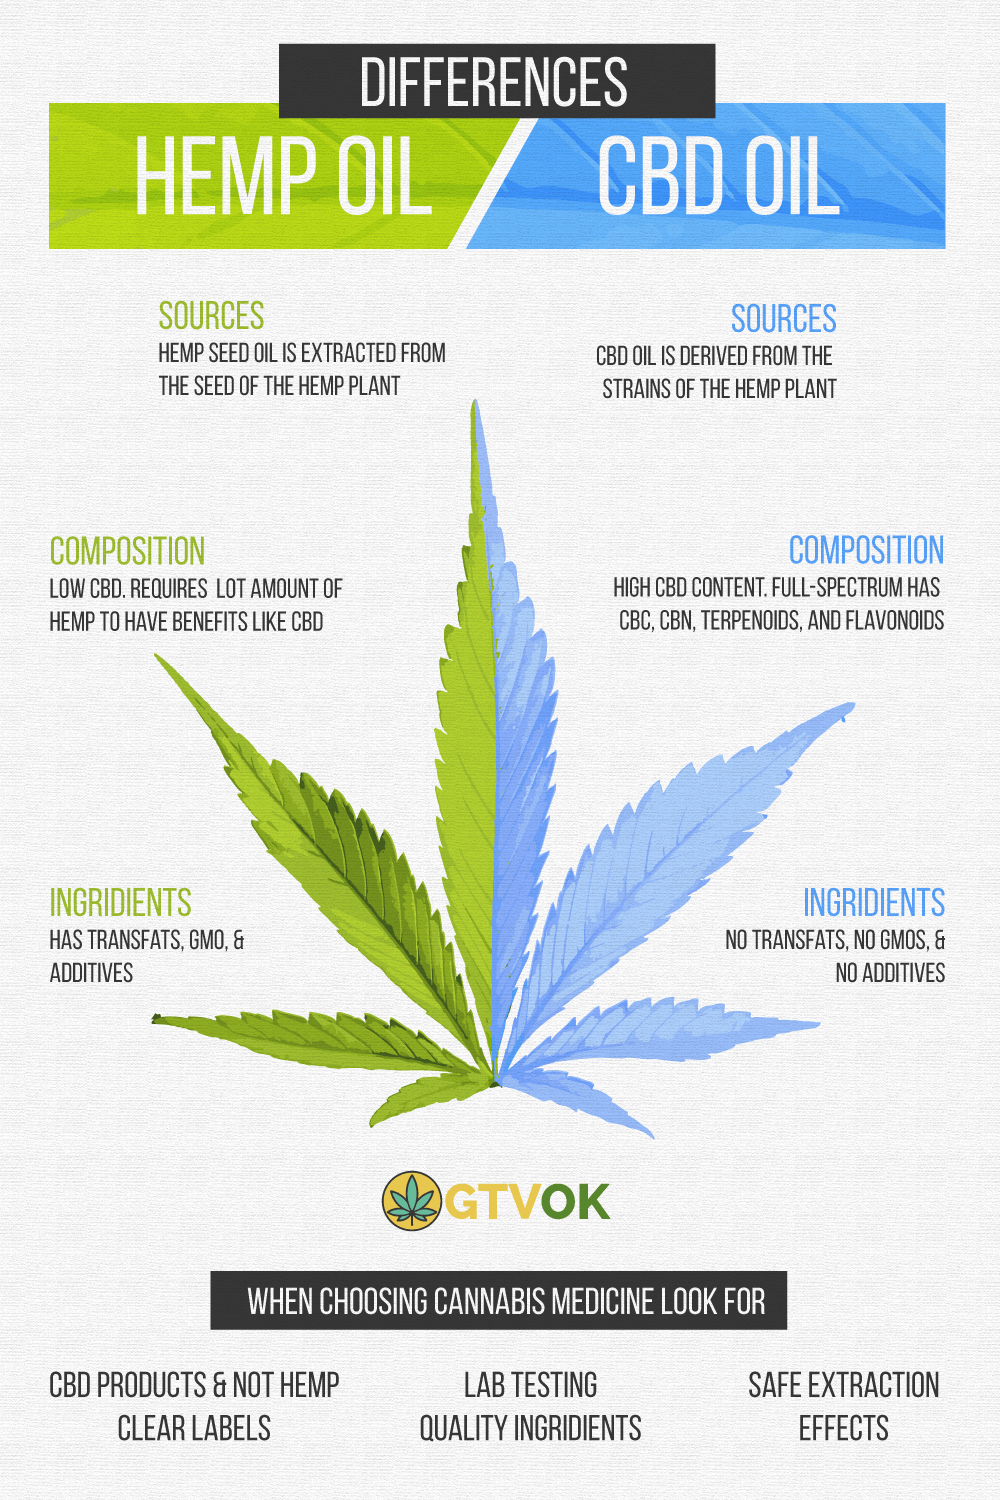 DIFFERENCES
HEMP OIL
CBD OIL
SOURCES
HEMP SEED OIL IS EXTRACTED FROM
THE SEED OF THE HEMP PLANT
SOURCES
CBD OIL IS DERIVED FROM THE
STRAINS OF THE HEMP PLANT
COMPOSITION
LOW CBD. REQUIRES LOT AMOUNT OF
HEMP TO HAVE BENEFITS LIKE CBD
COMPOSITION
HIGH CBD CONTENT. FULL-SPECTRUM HAS
CBC, CBN, TERPENOIDS, AND FLAVONOIDS
INGRIDIENTS
HAS TRANSFATS, GMO, &
ADDITIVES
INGRIDIENTS
NO TRANSFATS, NO GMOS, &
NO ADDITIVES
GTVOK
WHEN CHOOSING CANNABIS MEDICINE LOOK FOR
CBD PRODUCTS & NOT HEMP
CLEAR LABELS
LAB TESTING
QUALITY INGRIDIENTS
SAFE EXTRACTION
EFFECTS